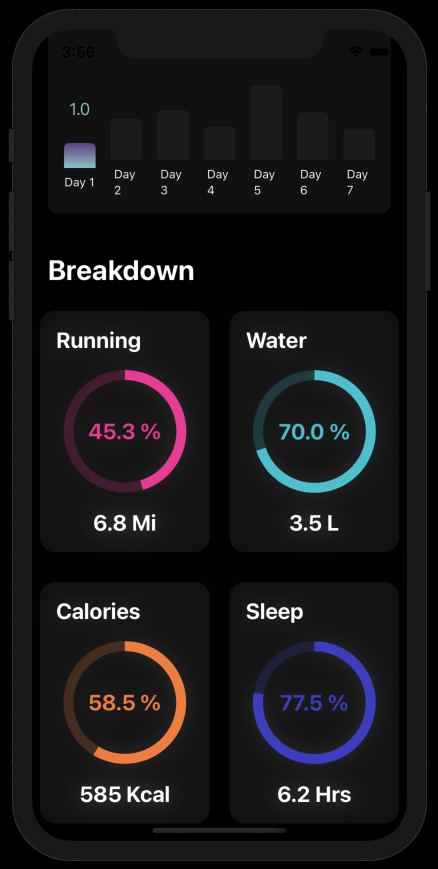 3:56
1.0
Day 1
Day
2
Day
3
Day
4
Day
5
Day
6
Day
7
Breakdown
Running
Water
45.3 %
70.0 %
6.8 Mi
3.5 L
Calories
Sleep
58.5 %
77.5 %
585 Kcal
6.2 Hrs